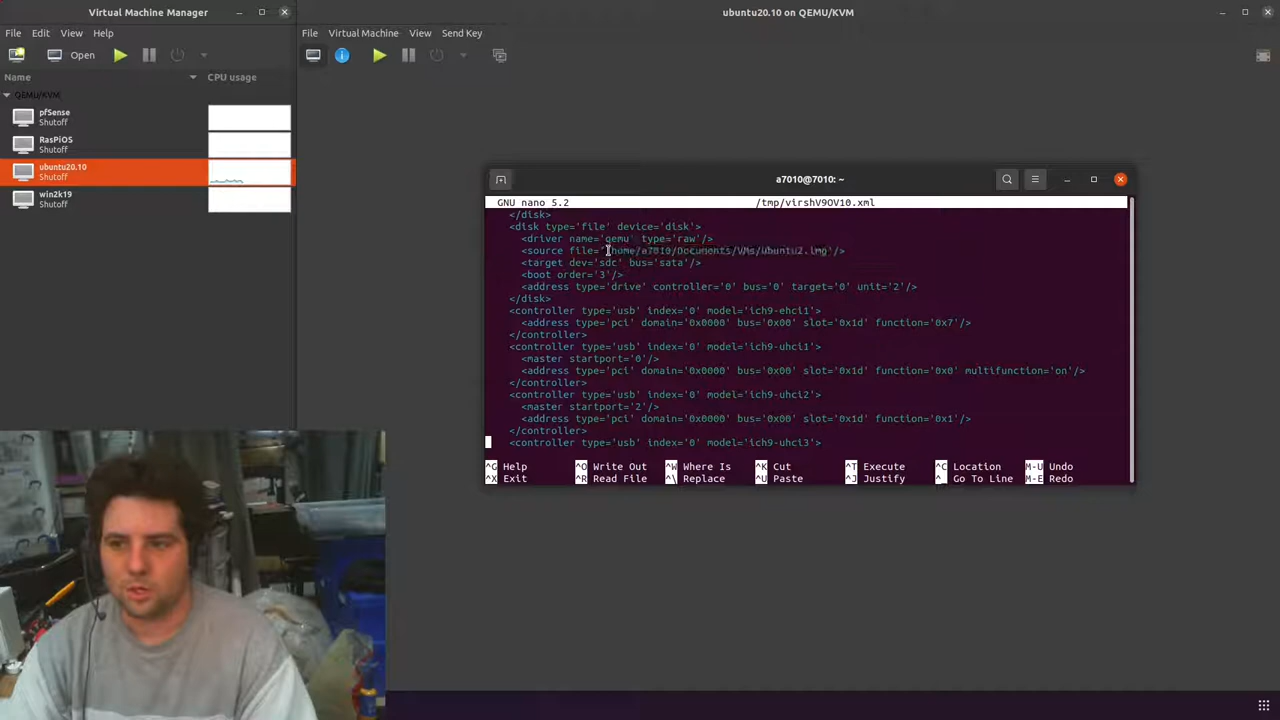 Virtual Machine Manager
ubuntu20.10 on QEMU/KVM
File Edit View Help
File Virtual Machine View Send Key
Open
Name CPU usage
QEMU/KVM
pfSense
Shutoff
RasPiOS
Shutoff
ubuntu20.10
Shutoff
win2k19
Shutoff
a7010@7010: ~
GNU nano 5.2 /tmp/virshV9OV10.xml
</disk>
<disk type='file' device='disk'>
<driver name='qemu' type='raw'/>
<source file='/home/a7010/Documents/VMs/ubuntu2.img'/>
<target dev='sdc' bus='sata'/>
<boot order='3'/>
<address type='drive' controller='0' bus='0' target='0' unit='2'/>
</disk>
<controller type='usb' index='0' model='ich9-ehci1'>
<address type='pci' domain='0x0000' bus='0x00' slot='0x1d' function='0x7'/>
</controller>
<controller type='usb' index='0' model='ich9-uhci1'>
<master startport='0'/>
<address type='pci' domain='0x0000' bus='0x00' slot='0x1d' function='0x0' multifunction='on'/>
</controller>
<controller type='usb' index='0' model='ich9-uhci2'>
<master startport='2'/>
<address type='pci' domain='0x0000' bus='0x00' slot='0x1d' function='0x1'/>
</controller>
<controller type='usb' index='0' model='ich9-uhci3'>
^G Help ^O Write Out ^W Where Is ^K Cut ^T Execute ^C Location M-U Undo
^X Exit ^R Read File ^\ Replace ^U Paste ^J Justify ^_ Go To Line M-E Redo